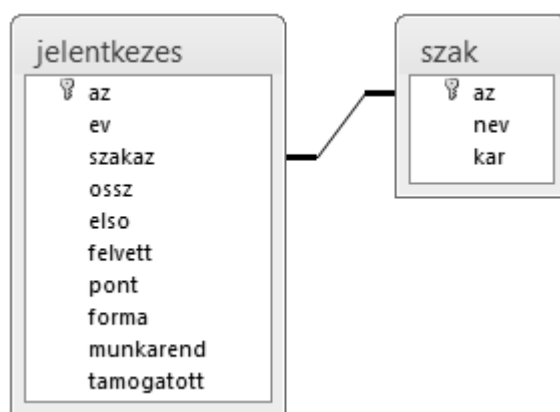 jelentkezes
az
ev
szakaz
ossz
elso
felvett
pont
forma
munkarend
tamogatott
szak
az
nev
kar